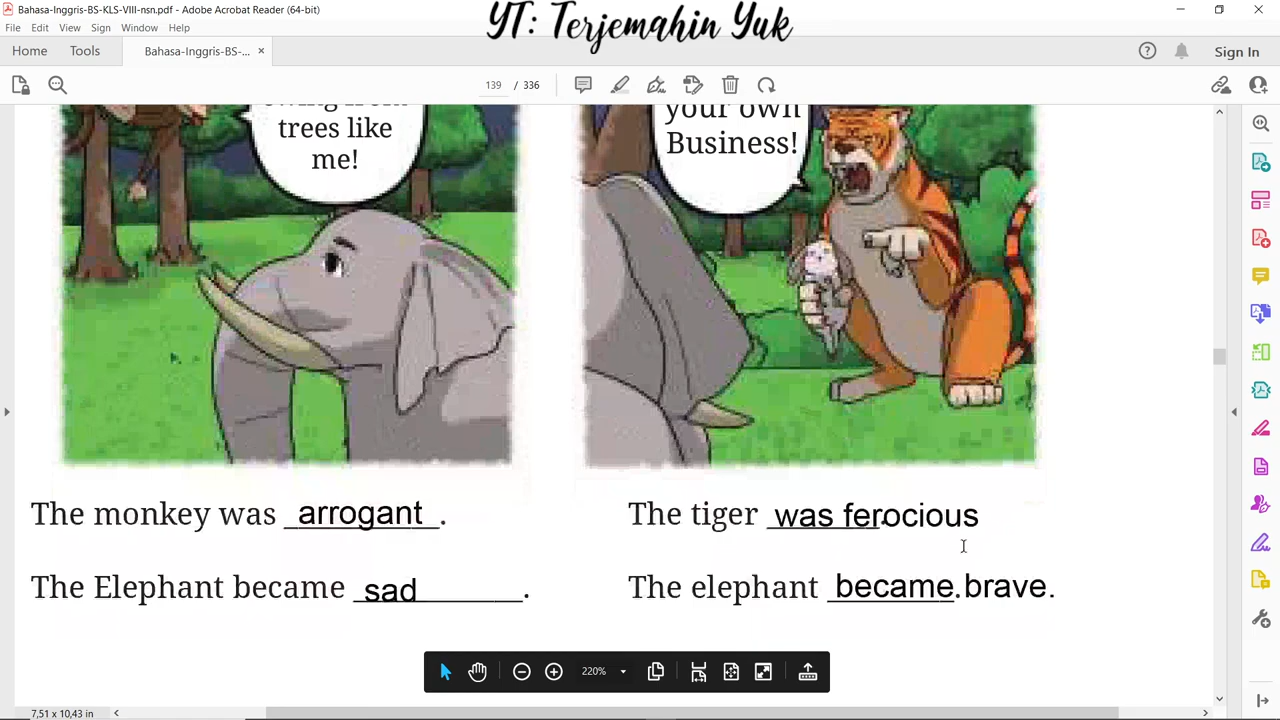 Bahasa-Inggris-BS-KLS-VIII-nsn.pdf - Adobe Acrobat Reader (64-bit)
YT: Terjemahin Yuk
File Edit View Sign Window Help
Home Tools Bahasa-Inggris-BS-... ×
Sign In
139 / 336
trees like
me!
your own
Business!
The monkey was arrogant.
The Elephant became sad.
The tiger was ferocious
The elephant became.brave.
220%
7,51 x 10,43 in